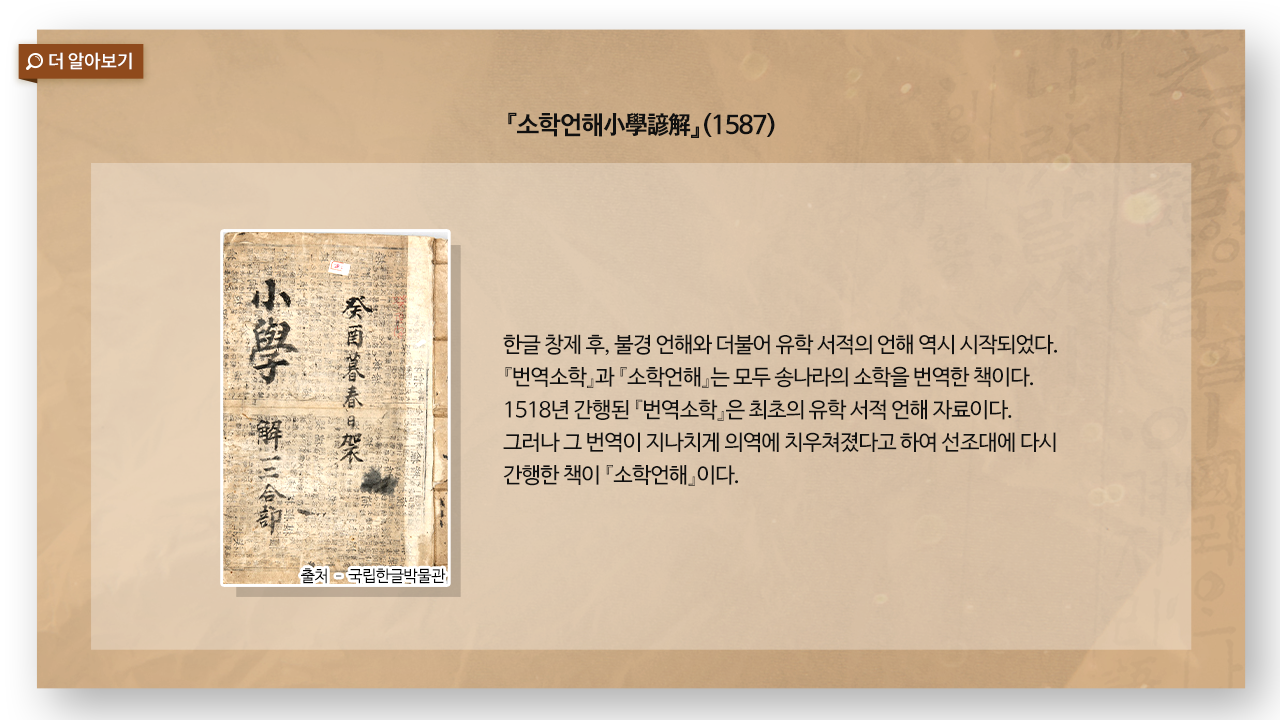 더 알아보기
『소학언해小學諺解』(1587)
小學 解 一二合部
癸酉暮春日架衣
한글 창제 후, 불경 언해와 더불어 유학 서적의 언해 역시 시작되었다.
『번역소학』과 『소학언해』는 모두 송나라의 소학을 번역한 책이다.
1518년 간행된 『번역소학』은 최초의 유학 서적 언해 자료이다.
그러나 그 번역이 지나치게 의역에 치우쳐졌다고 하여 선조대에 다시
간행한 책이 『소학언해』이다.
출처 - 국립한글박물관